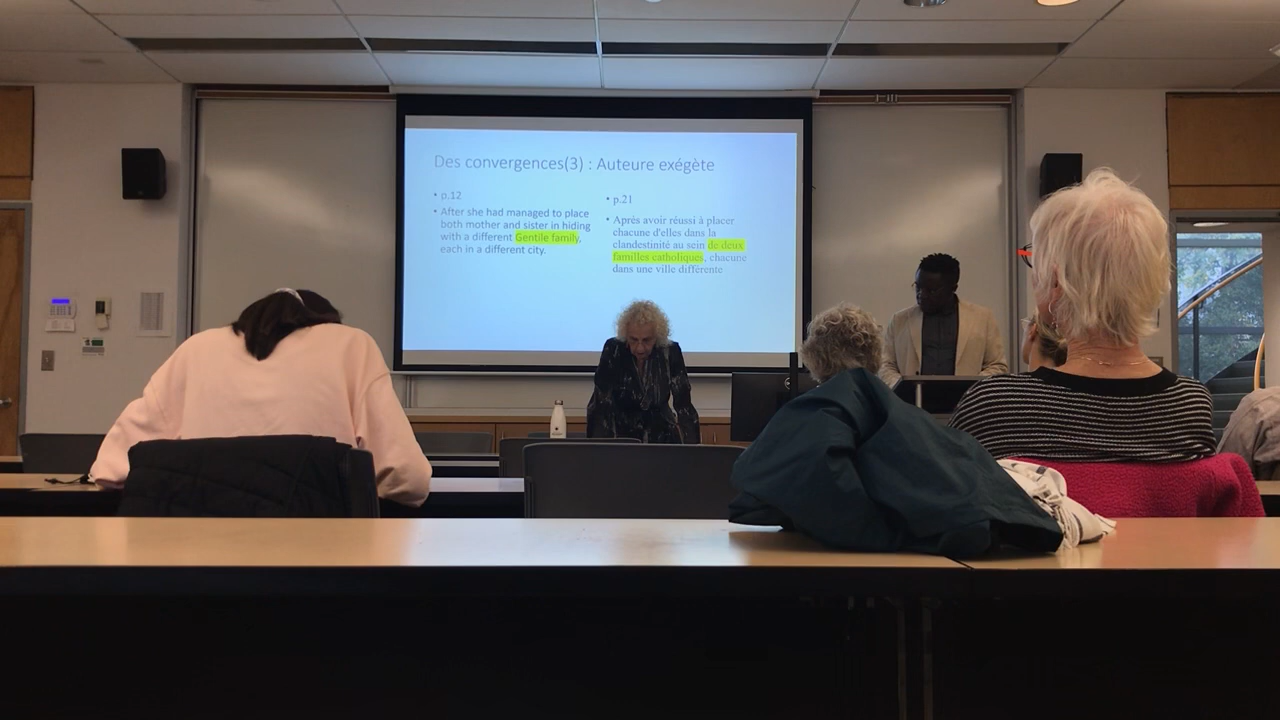 Des convergences(3) : Auteure exégète
• p.12
• After she had managed to place
both mother and sister in hiding
with a different Gentile family,
each in a different city.
• p.21
• Après avoir réussi à placer
chacune d'elles dans la
clandestinité au sein de deux
familles catholiques, chacune
dans une ville différente